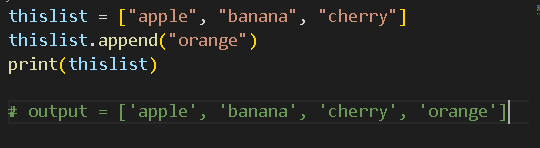 thislist = ["apple", "banana", "cherry"]
thislist.append("orange")
print(thislist)
# output = ['apple', 'banana', 'cherry', 'orange']